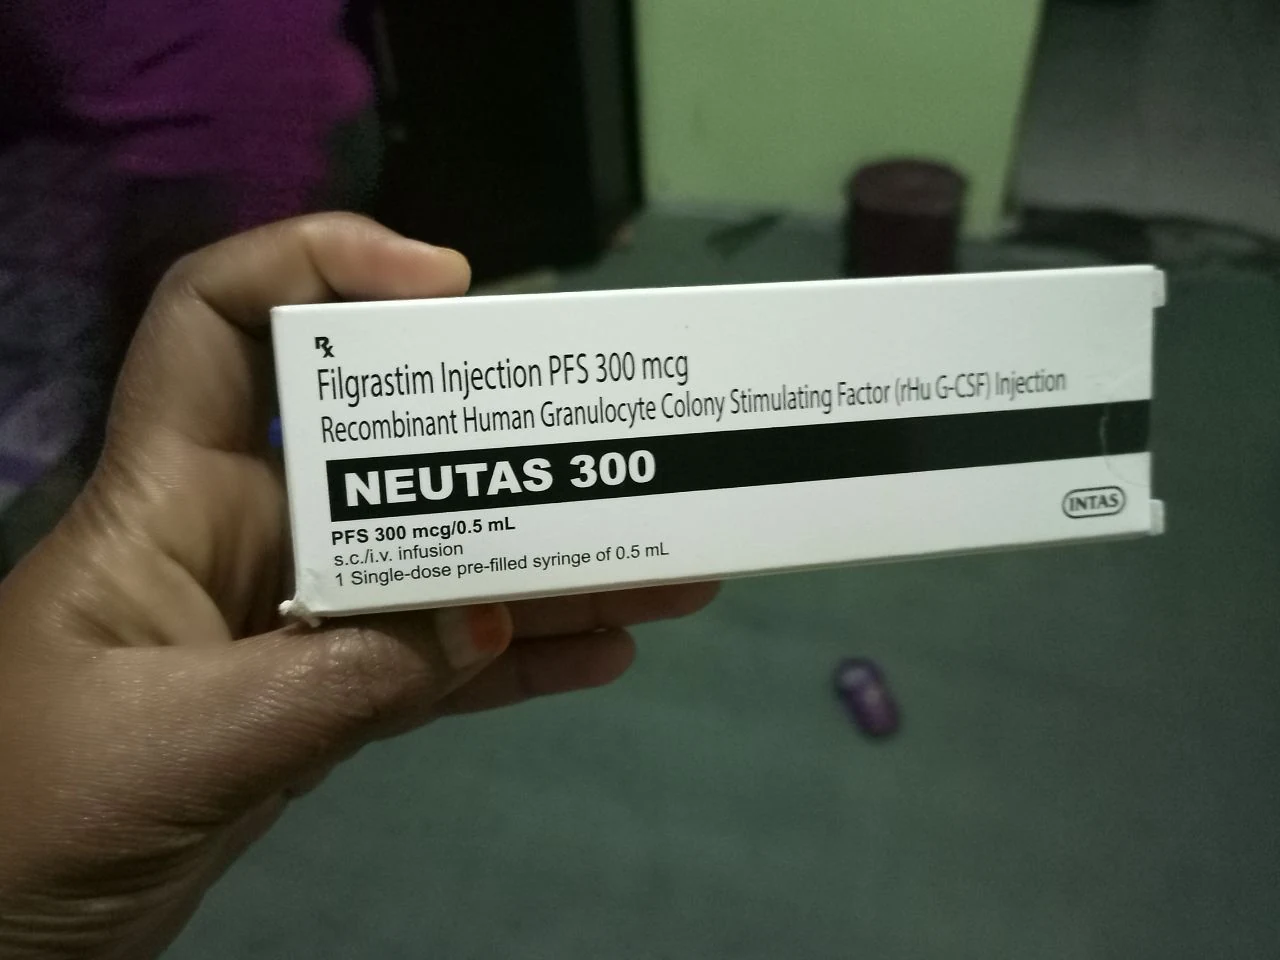 Rx
Filgrastim Injection PFS 300 mcg
Recombinant Human Granulocyte Colony Stimulating Factor (rHu G-CSF) Injection
NEUTAS 300
PFS 300 mcg/0.5 mL
s.c./i.v. infusion
1 Single-dose pre-filled syringe of 0.5 mL
INTAS